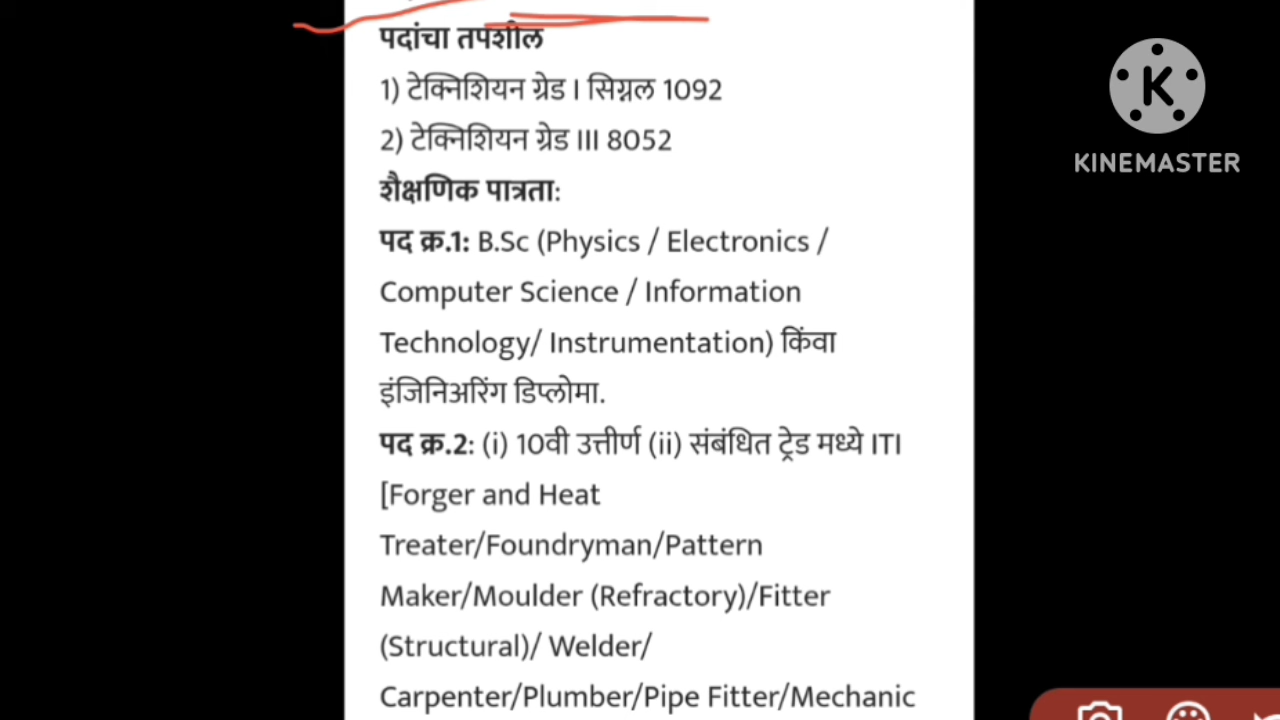 पदांचा तपशील
1) टेक्निशियन ग्रेड I सिग्नल 1092
2) टेक्निशियन ग्रेड III 8052
शैक्षणिक पात्रता:
पद क्र.1: B.Sc (Physics / Electronics /
Computer Science / Information
Technology/ Instrumentation) किंवा
इंजिनिअरिंग डिप्लोमा.
पद क्र.2: (i) 10वी उत्तीर्ण (ii) संबंधित ट्रेड मध्ये ITI
[Forger and Heat
Treater/Foundryman/Pattern
Maker/Moulder (Refractory)/Fitter
(Structural)/ Welder/
Carpenter/Plumber/Pipe Fitter/Mechanic
K
KINEMASTER